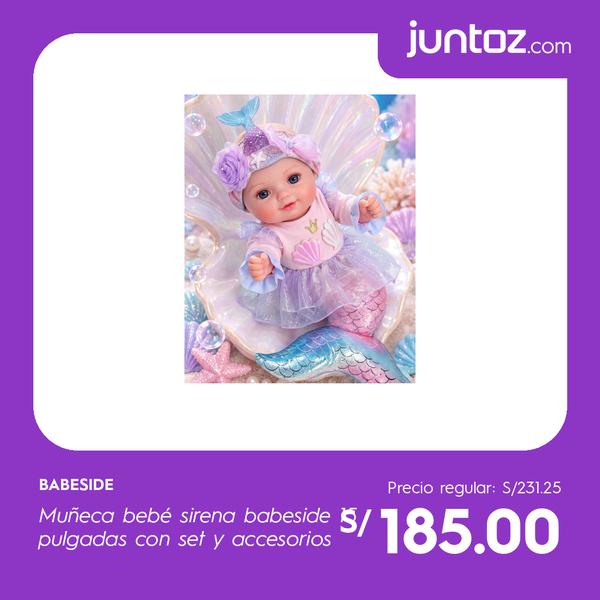 juntoz.com
BABESIDE
Muñeca bebé sirena babeside
pulgadas con set y accesorios
Precio regular: S/231.25
S/185.00